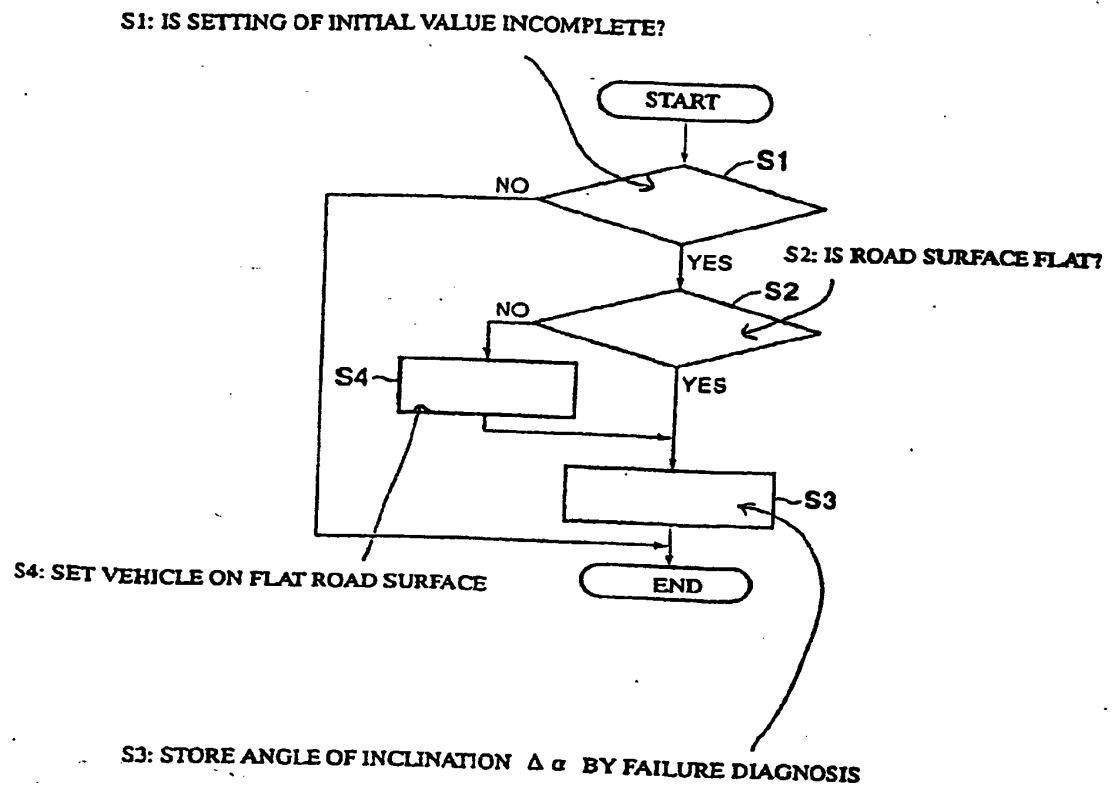 S1: IS SETTING OF INITIAL VALUE INCOMPLETE?
START
S1
NO
YES
S2: IS ROAD SURFACE FLAT?
S2
NO
S4
YES
S3
S4: SET VEHICLE ON FLAT ROAD SURFACE
END
S3: STORE ANGLE OF INCLINATION Δ α BY FAILURE DIAGNOSIS